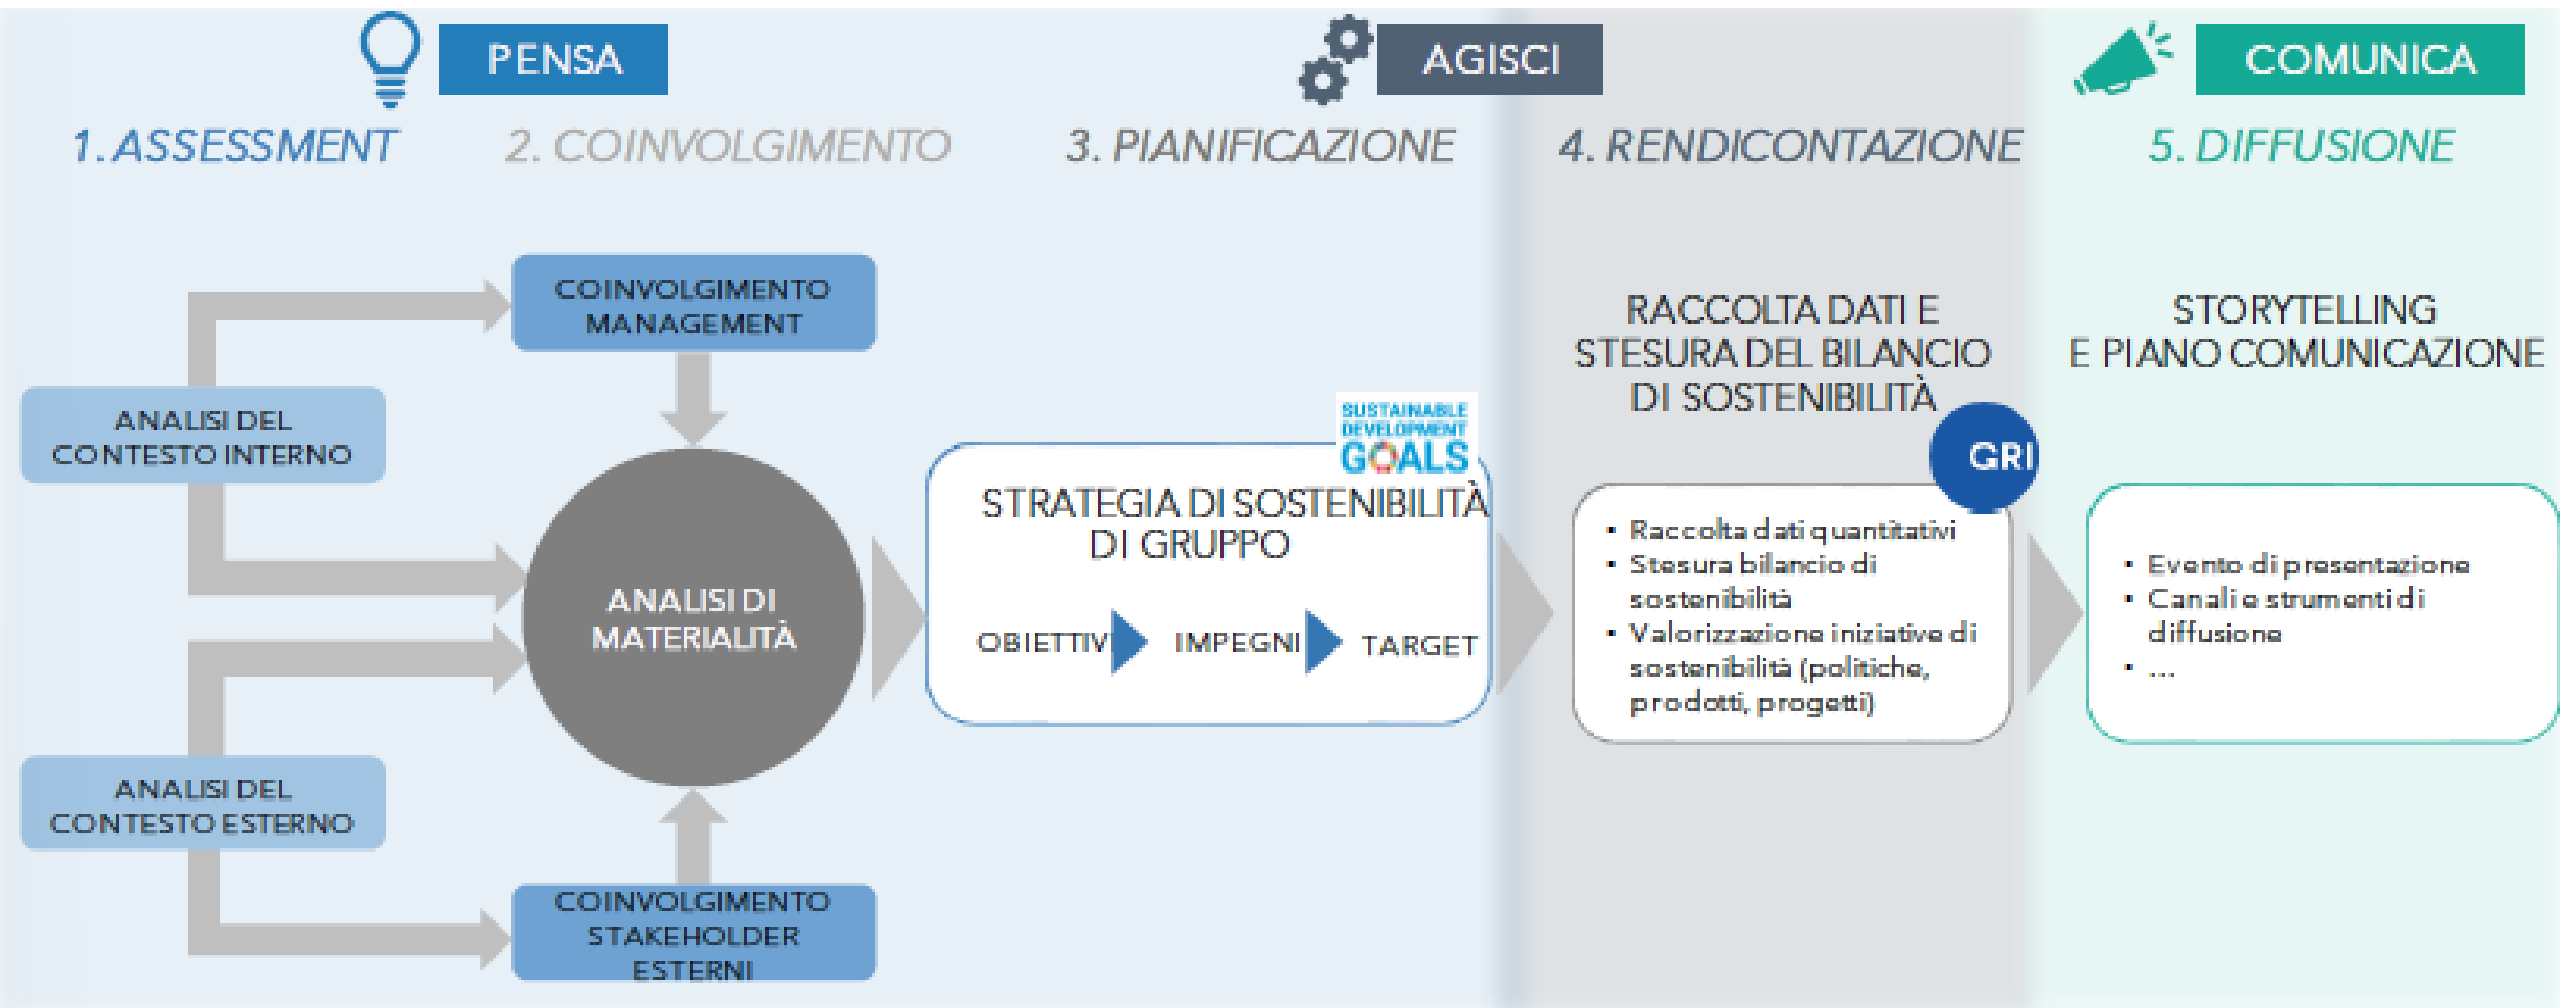 PENSA
AGISCI
COMUNICA
1. ASSESSMENT
2. COINVOLGIMENTO
3. PIANIFICAZIONE
4. RENDICONTAZIONE
5. DIFFUSIONE
COINVOLGIMENTO
MANAGEMENT
ANALISI DEL
CONTESTO INTERNO
ANALISI DI
MATERIALITÀ
ANALISI DEL
CONTESTO ESTERNO
COINVOLGIMENTO
STAKEHOLDER
ESTERNI
SUSTAINABLE
DEVELOPMENT
GOALS
STRATEGIA DI SOSTENIBILITÀ
DI GRUPPO
OBIETTIVI
IMPEGNI
TARGET
RACCOLTA DATI E
STESURA DEL BILANCIO
DI SOSTENIBILITÀ
GRI
▪ Raccolta dati quantitativi
▪ Stesura bilancio di
sostenibilità
▪ Valorizzazione iniziative di
sostenibilità (politiche,
prodotti, progetti)
STORYTELLING
E PIANO COMUNICAZIONE
▪ Evento di presentazione
▪ Canali e strumenti di
diffusione
▪ ...